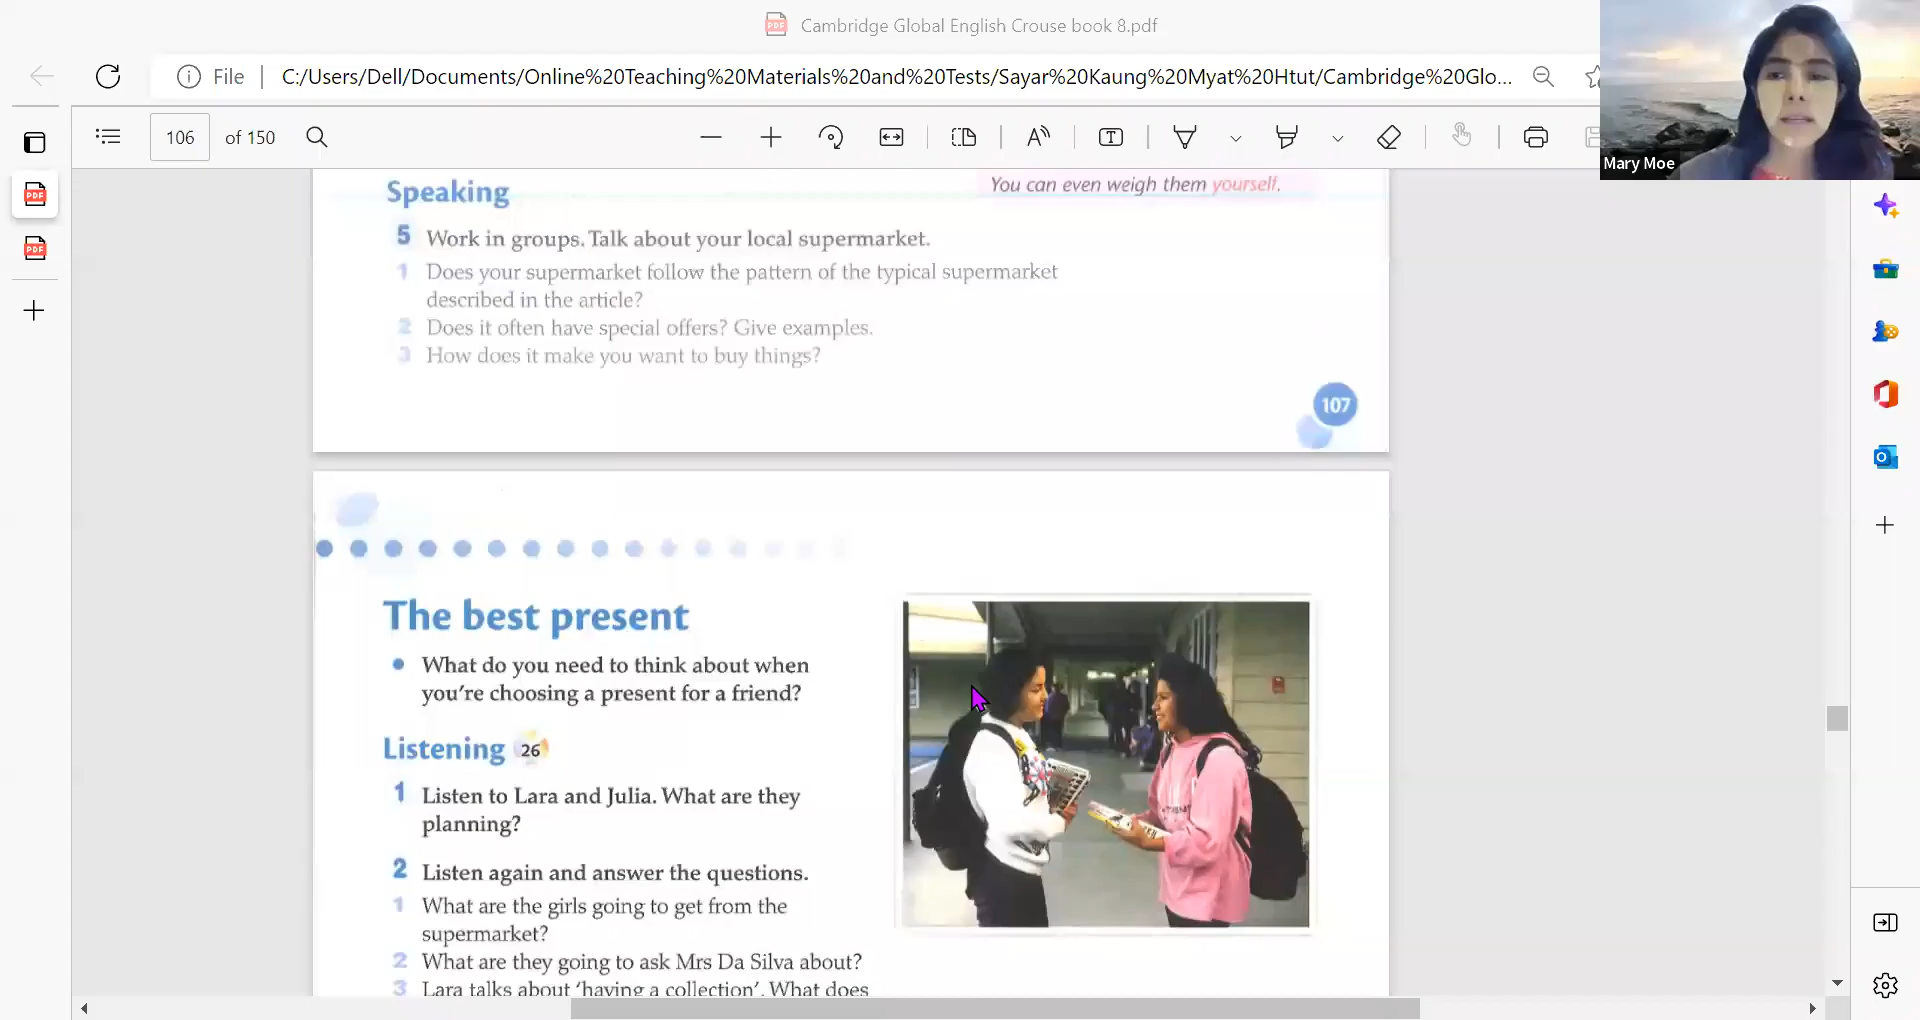 Cambridge Global English Crouse book 8.pdf
File
C:/Users/Dell/Documents/Online%20Teaching%20Materials%20and%20Tests/Sayar%20Kaung%20Myat%20Htut/Cambridge%20Glo...
106 of 150
Mary Moe
You can even weigh them yourself.
Speaking
5 Work in groups. Talk about your local supermarket.
1 Does your supermarket follow the pattern of the typical supermarket
described in the article?
2 Does it often have special offers? Give examples.
3 How does it make you want to buy things?
107
The best present
• What do you need to think about when
you're choosing a present for a friend?
Listening 26
1 Listen to Lara and Julia. What are they
planning?
2 Listen again and answer the questions.
1 What are the girls going to get from the
supermarket?
2 What are they going to ask Mrs Da Silva about?
3 Lara talks about 'having a collection'. What does